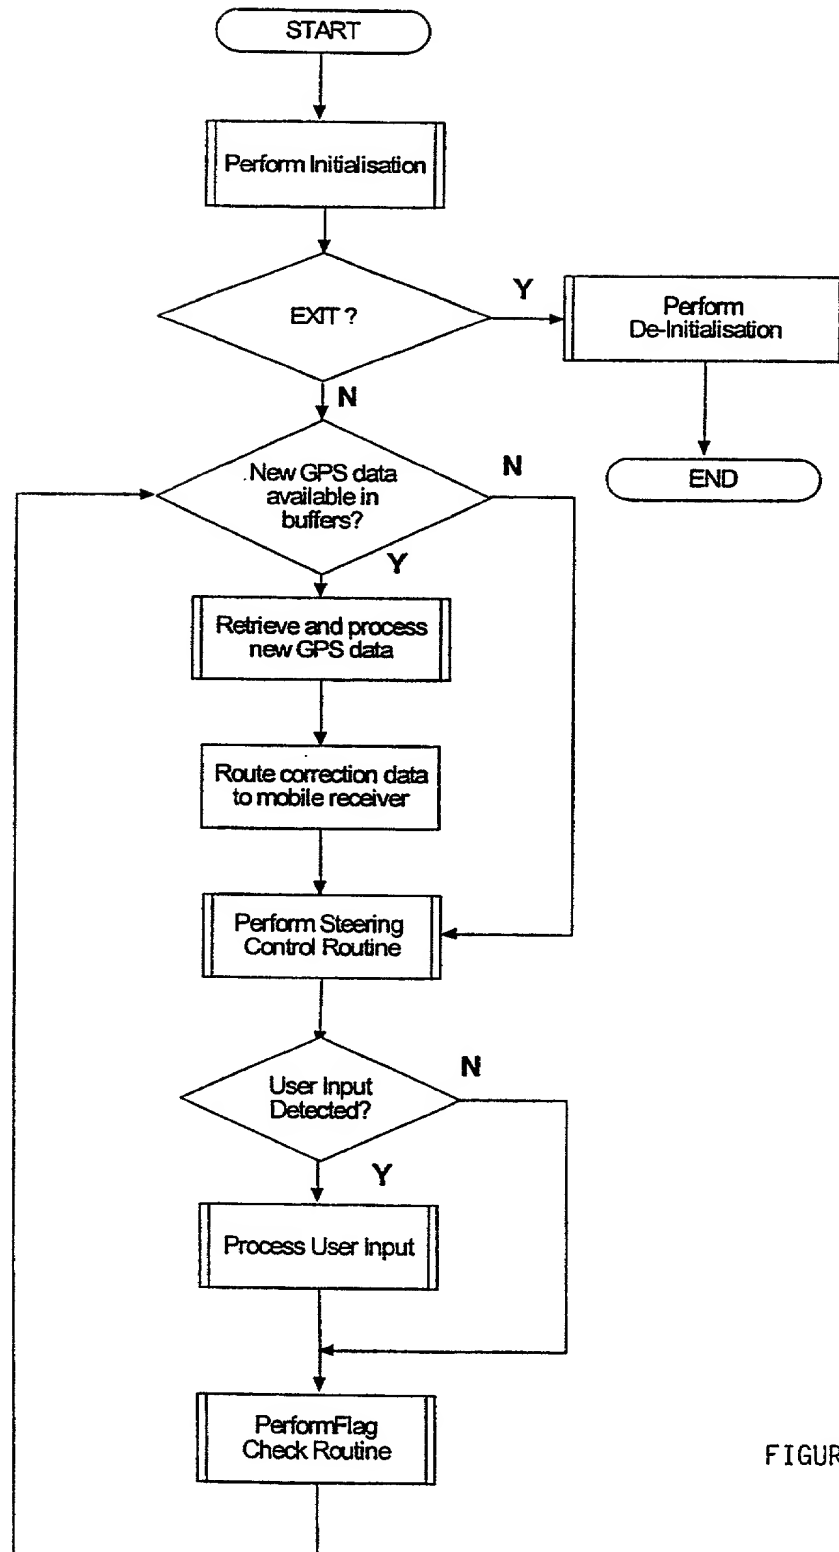 START
Perform Initialisation
EXIT ?
Y
Perform
De-Initialisation
N
END
.New GPS data
available in
buffers?
N
Y
Retrieve and process
new GPS data
Route correction data
to mobile receiver
Perform Steering
Control Routine
User Input
Detected?
N
Y
Process User Input
PerformFlag
Check Routine
FIGUR